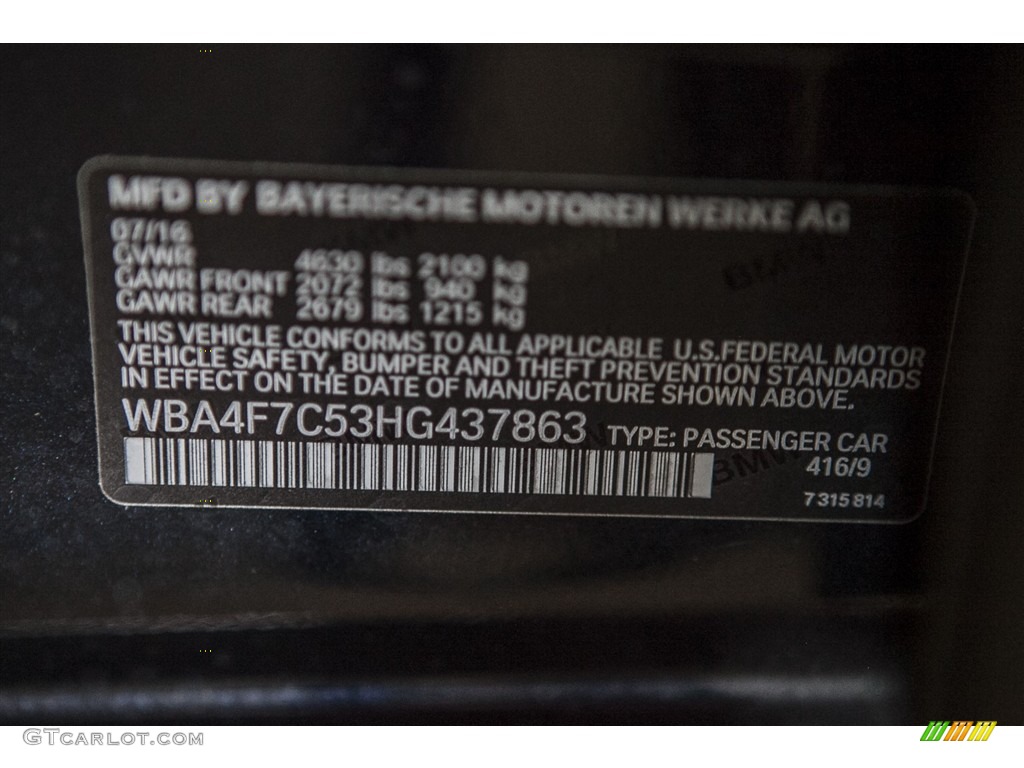 MFD BY BAYERISCHE MOTOREN WERKE AG
07/16
GVWR 4630 lbs 2100 kg
GAWR FRONT 2072 lbs 940 kg
GAWR REAR 2679 lbs 1215 kg
THIS VEHICLE CONFORMS TO ALL APPLICABLE U.S.FEDERAL MOTOR
VEHICLE SAFETY, BUMPER AND THEFT PREVENTION STANDARDS
IN EFFECT ON THE DATE OF MANUFACTURE SHOWN ABOVE.
WBA4F7C53HG437863 TYPE: PASSENGER CAR
416/9
7 315 814
GTCARLOT.COM